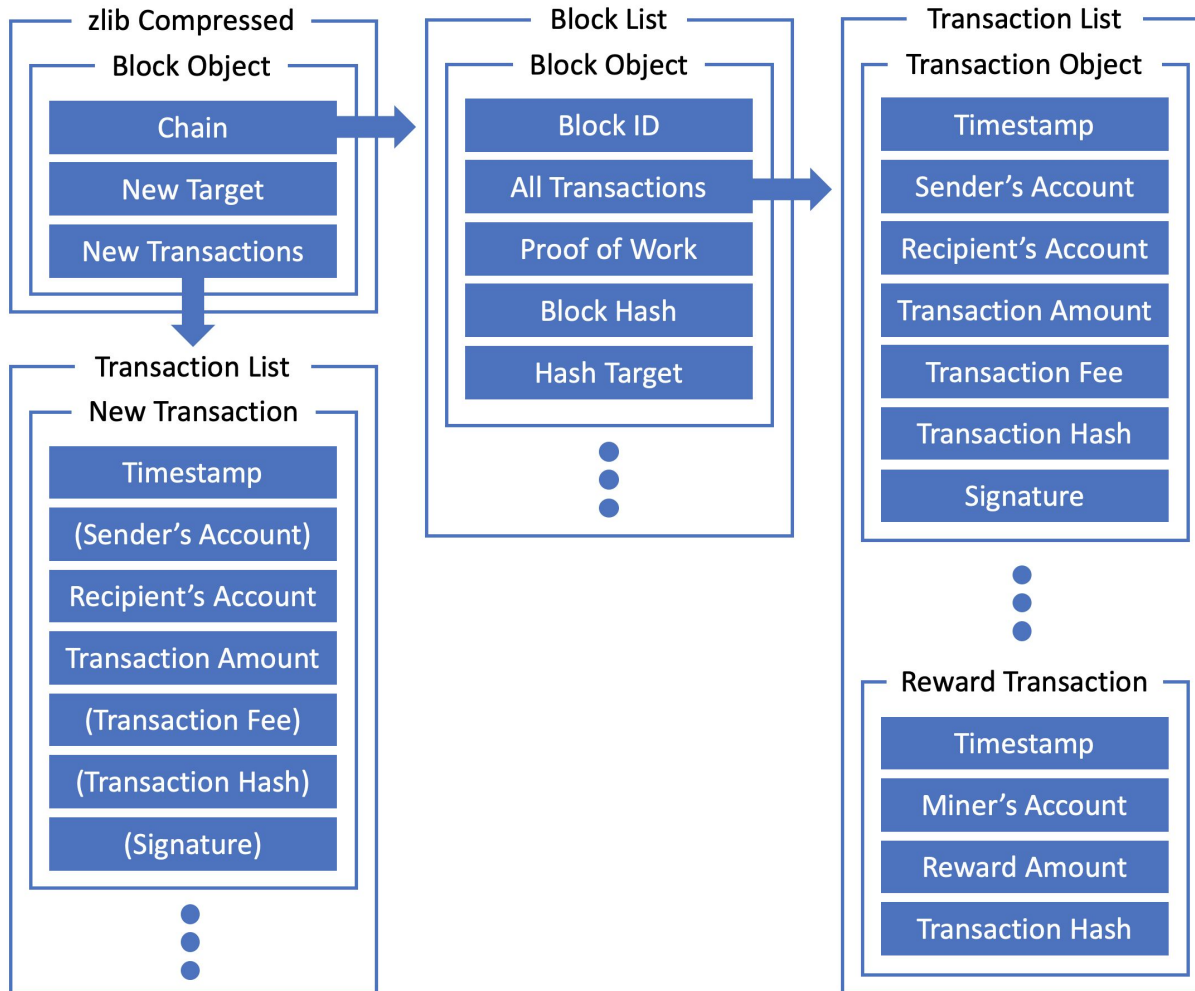 zlib Compressed
Block Object
Chain
New Target
New Transactions
Transaction List
New Transaction
Timestamp
(Sender’s Account)
Recipient’s Account
Transaction Amount
(Transaction Fee)
(Transaction Hash)
(Signature)
Block List
Block Object
Block ID
All Transactions
Proof of Work
Block Hash
Hash Target
Transaction List
Transaction Object
Timestamp
Sender’s Account
Recipient’s Account
Transaction Amount
Transaction Fee
Transaction Hash
Signature
Reward Transaction
Timestamp
Miner’s Account
Reward Amount
Transaction Hash